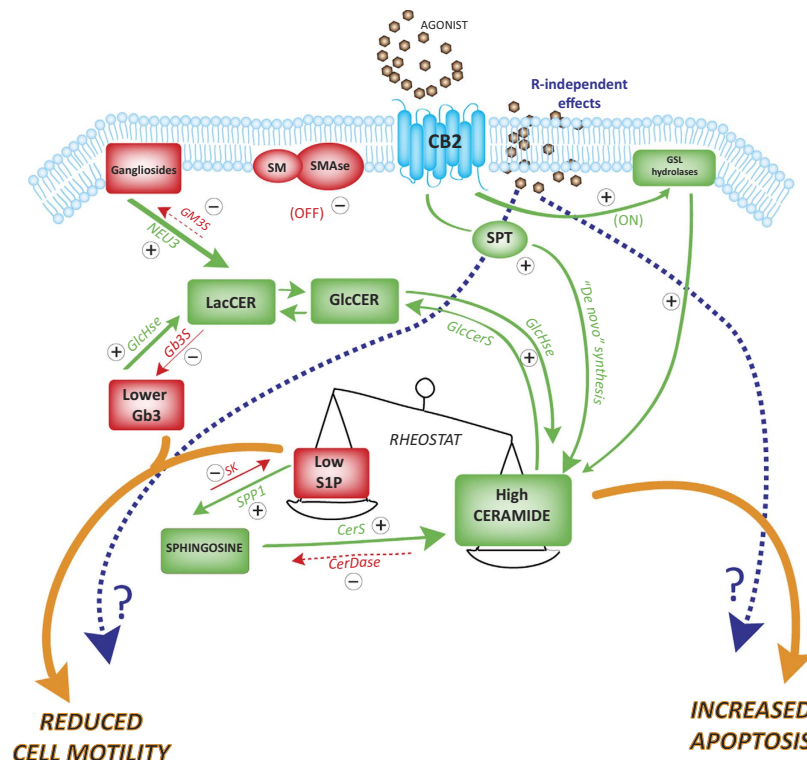 AGONIST
R-independent
effects
CB2
Gangliosides
SM
SMAse
GSL
hydrolases
−
GM3S
NEU3
+
(OFF)
−
+
(ON)
SPT
+
LacCER
GlcCER
"De novo" synthesis
+
GlcHse
+
GlcCerS
GlcHse
+
Gb3S
−
Lower
Gb3
RHEOSTAT
Low
S1P
High
CERAMIDE
−
SK
SPP1
+
SPHINGOSINE
CerS
+
CerDase
−
?
?
REDUCED
CELL MOTILITY
INCREASED
APOPTOSIS